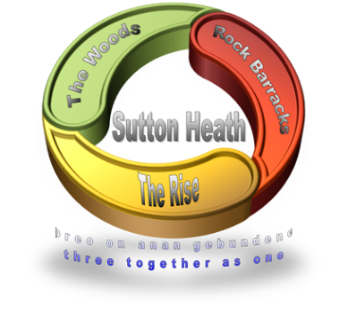 The Woods
Rock Barracks
Sutton Heath
The Rise
on anan gebundene
three together as one